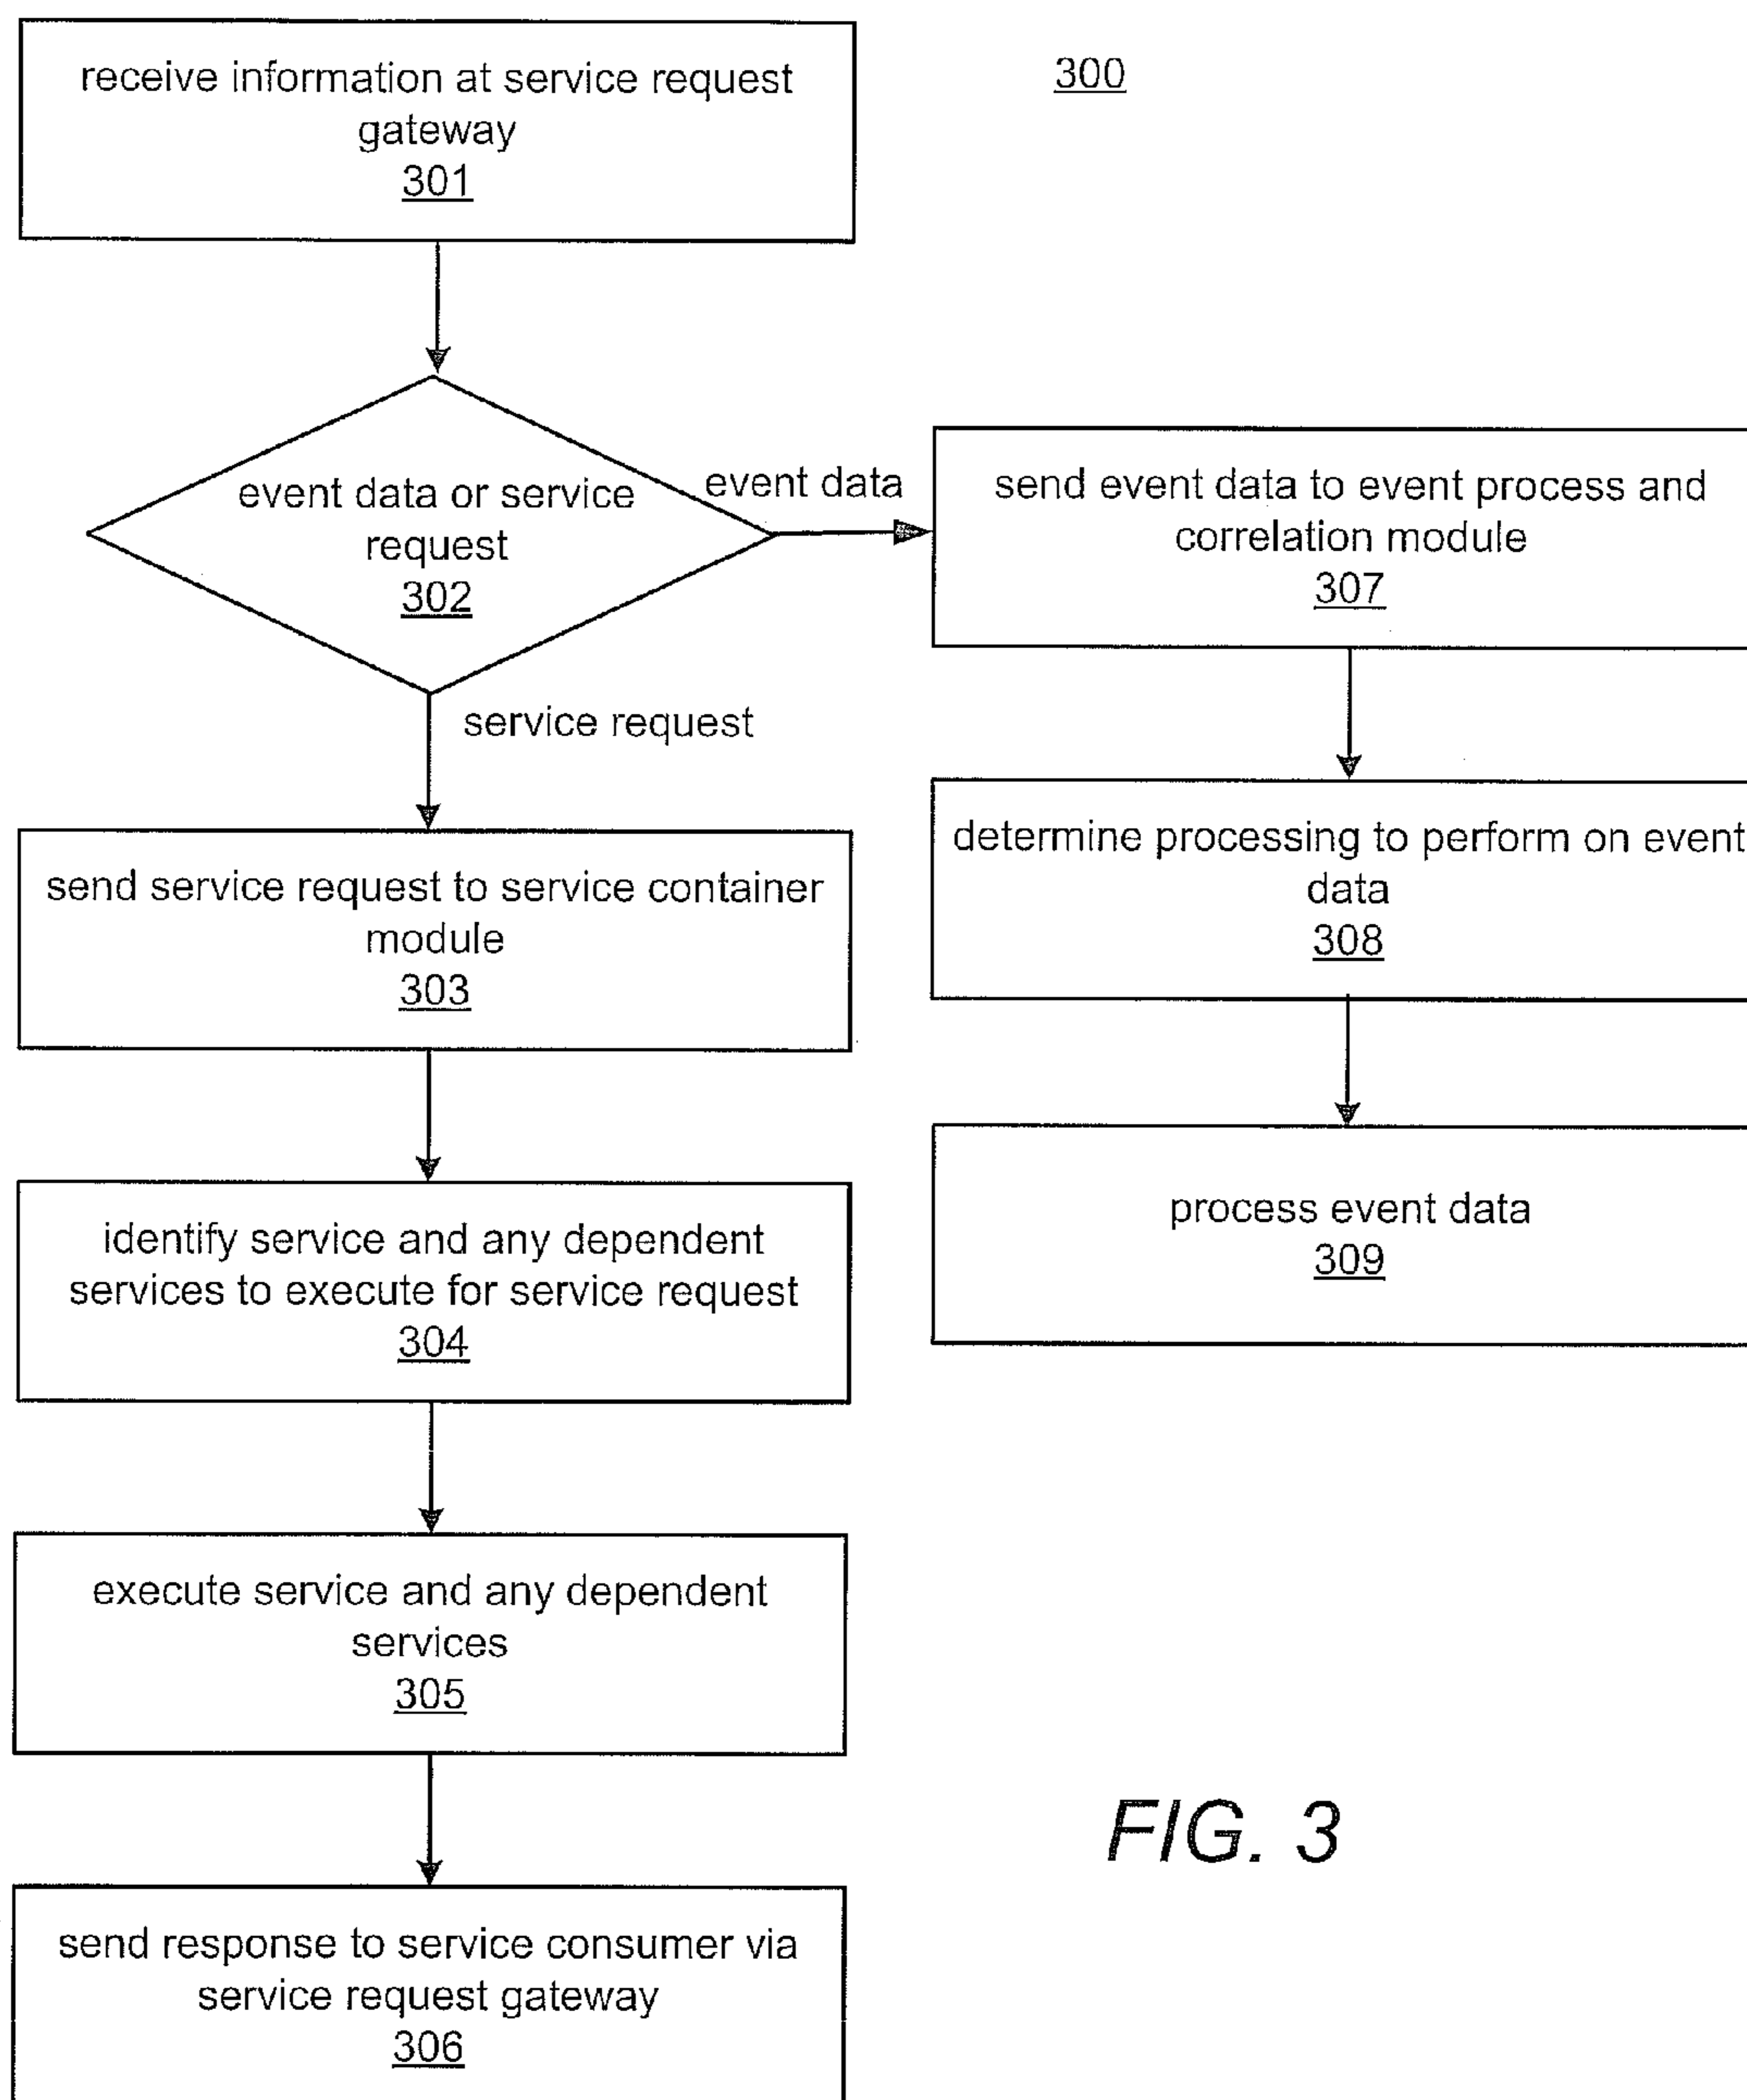 receive information at service request
gateway
301
300
event data or service
request
302
event data
service request
send event data to event process and
correlation module
307
determine processing to perform on event
data
308
process event data
309
send service request to service container
module
303
identify service and any dependent
services to execute for service request
304
execute service and any dependent
services
305
send response to service consumer via
service request gateway
306
FIG. 3